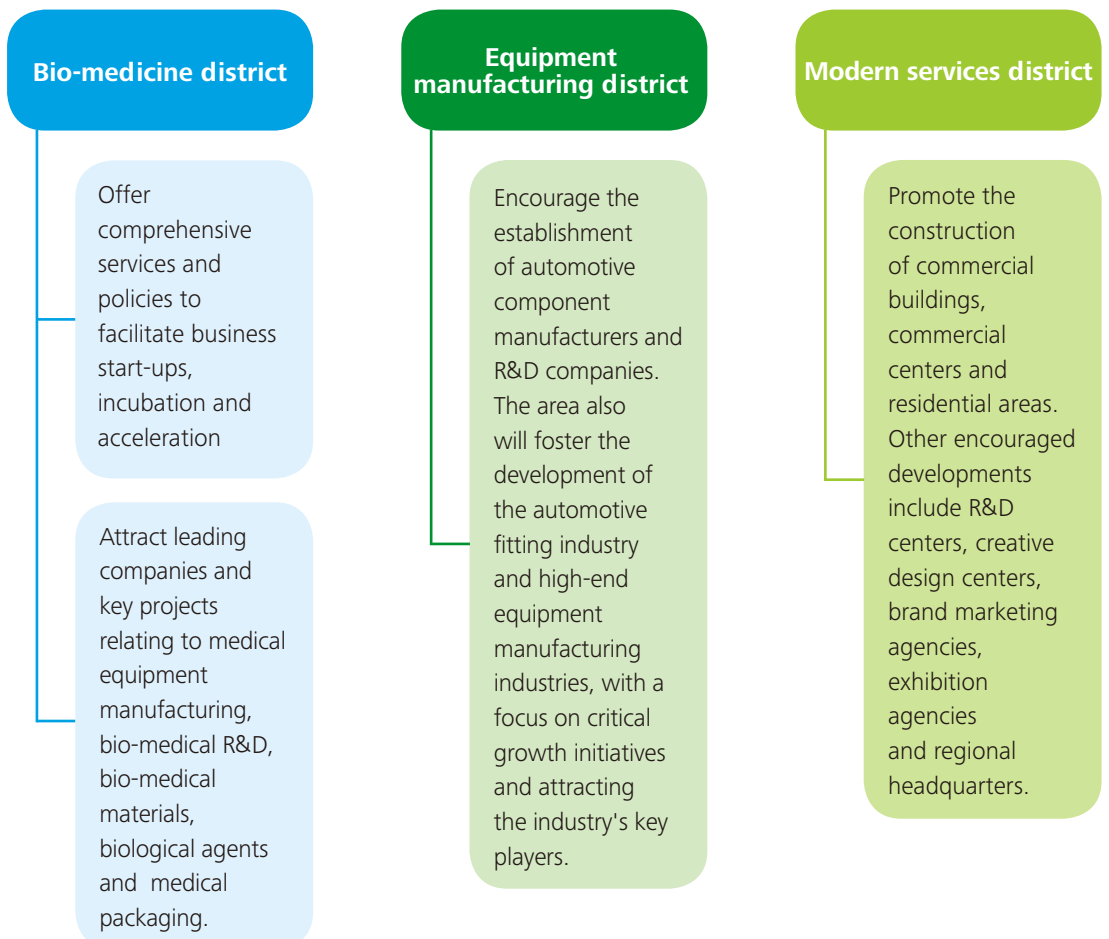 Bio-medicine district
Offer
comprehensive
services and
policies to
facilitate business
start-ups,
incubation and
acceleration
Attract leading
companies and
key projects
relating to medical
equipment
manufacturing,
bio-medical R&D,
bio-medical
materials,
biological agents
and medical
packaging.
Equipment
manufacturing district
Encourage the
establishment
of automotive
component
manufacturers and
R&D companies.
The area also
will foster the
development of
the automotive
fitting industry
and high-end
equipment
manufacturing
industries, with a
focus on critical
growth initiatives
and attracting
the industry's key
players.
Modern services district
Promote the
construction
of commercial
buildings,
commercial
centers and
residential areas.
Other encouraged
developments
include R&D
centers, creative
design centers,
brand marketing
agencies,
exhibition
agencies
and regional
headquarters.